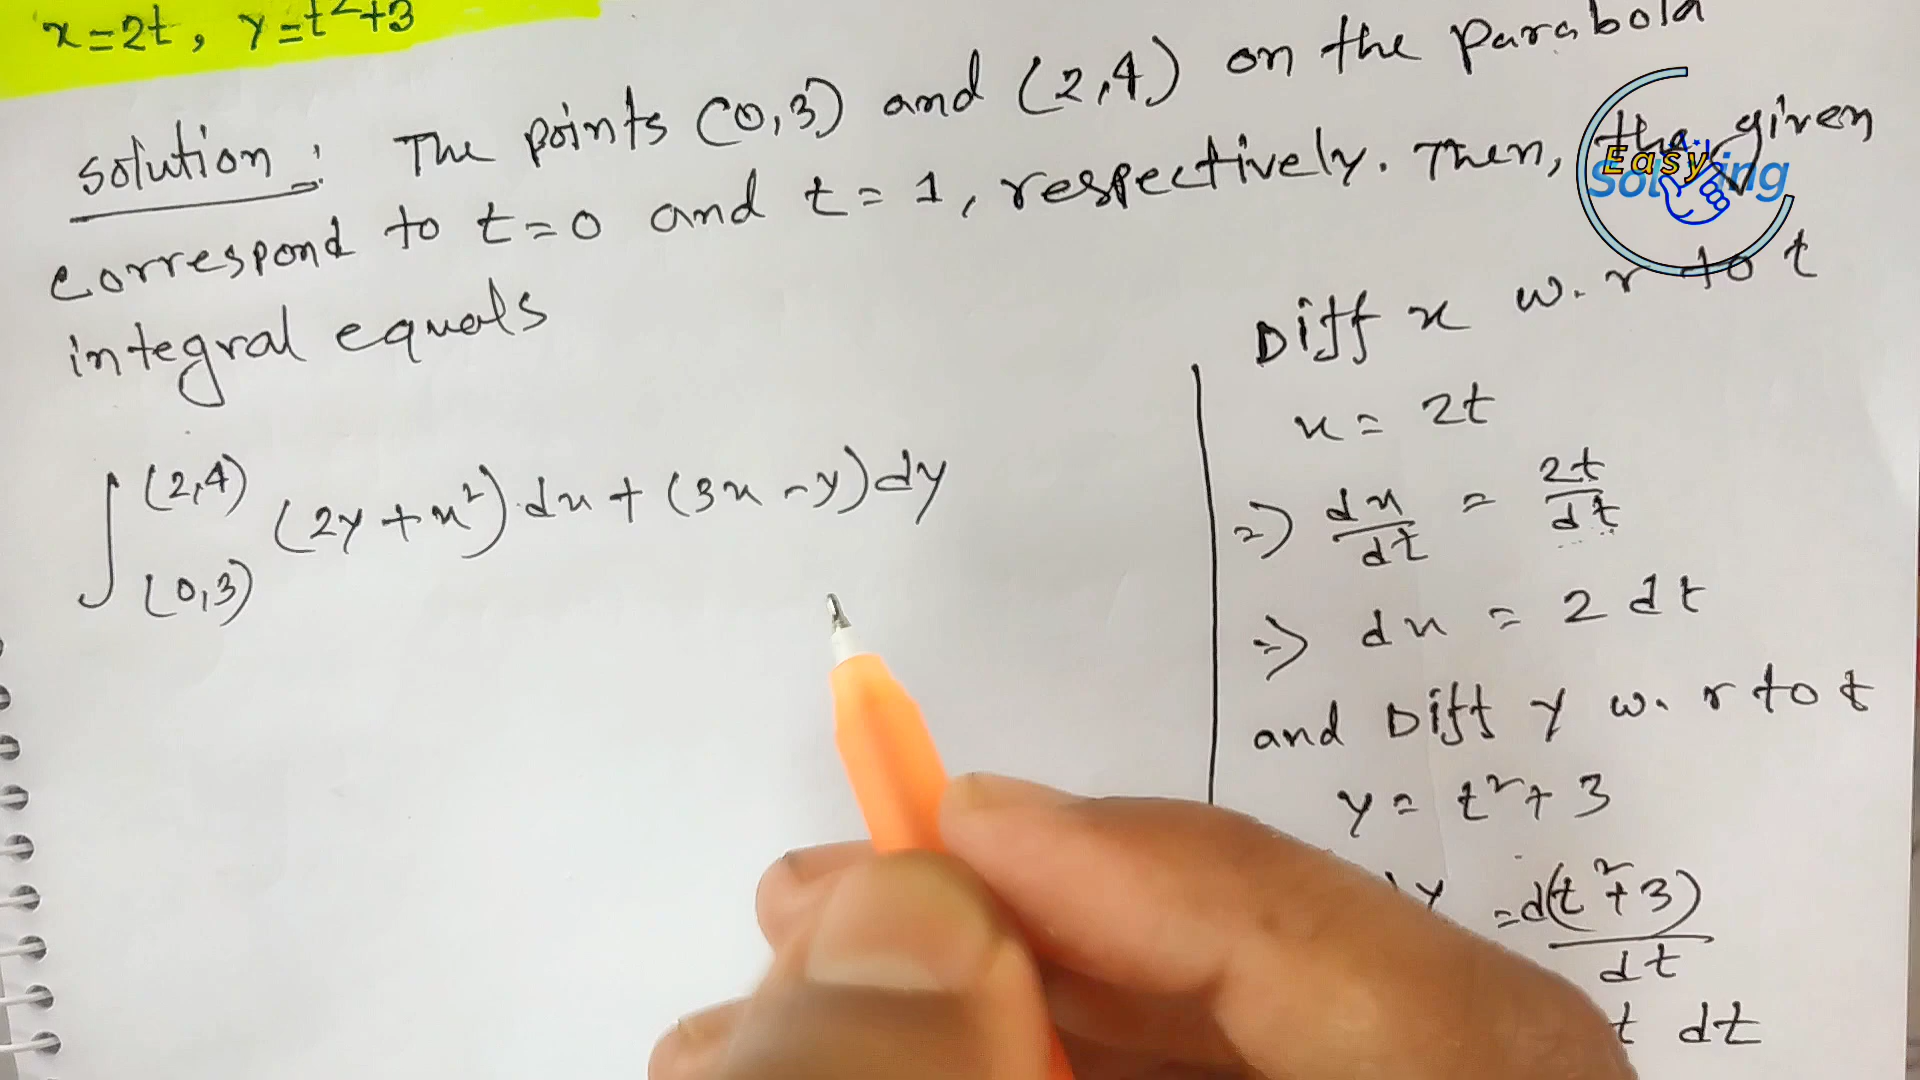 x=2t, y=t²+3
Solution: The points (0,3) and (2,4) on the parabola
correspond to t=0 and t=1, respectively. Then, the given
integral equals
∫(0,3)^(2,4) (2y+x²).dx+(3x-y)dy
Diff x w.r to t
x = 2t
=> dx/dt = 2t/dt
=> dx = 2 dt
and Diff y w.r to t
y = t²+3
y = d(t²+3)/dt
t dt
Easy
Solving